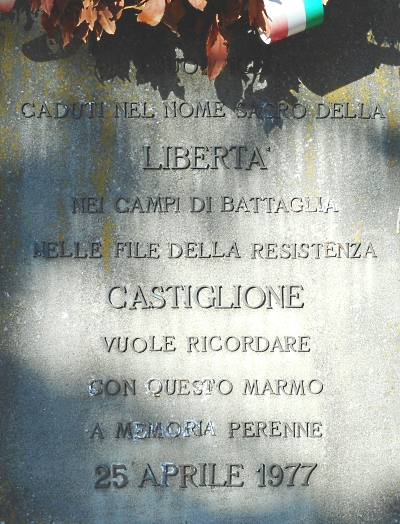 CADUTI NEL NOME SACRO DELLA
LIBERTA'
NEI CAMPI DI BATTAGLIA
NELLE FILE DELLA RESISTENZA
CASTIGLIONE
VUOLE RICORDARE
CON QUESTO MARMO
A MEMORIA PERENNE
25 APRILE 1977